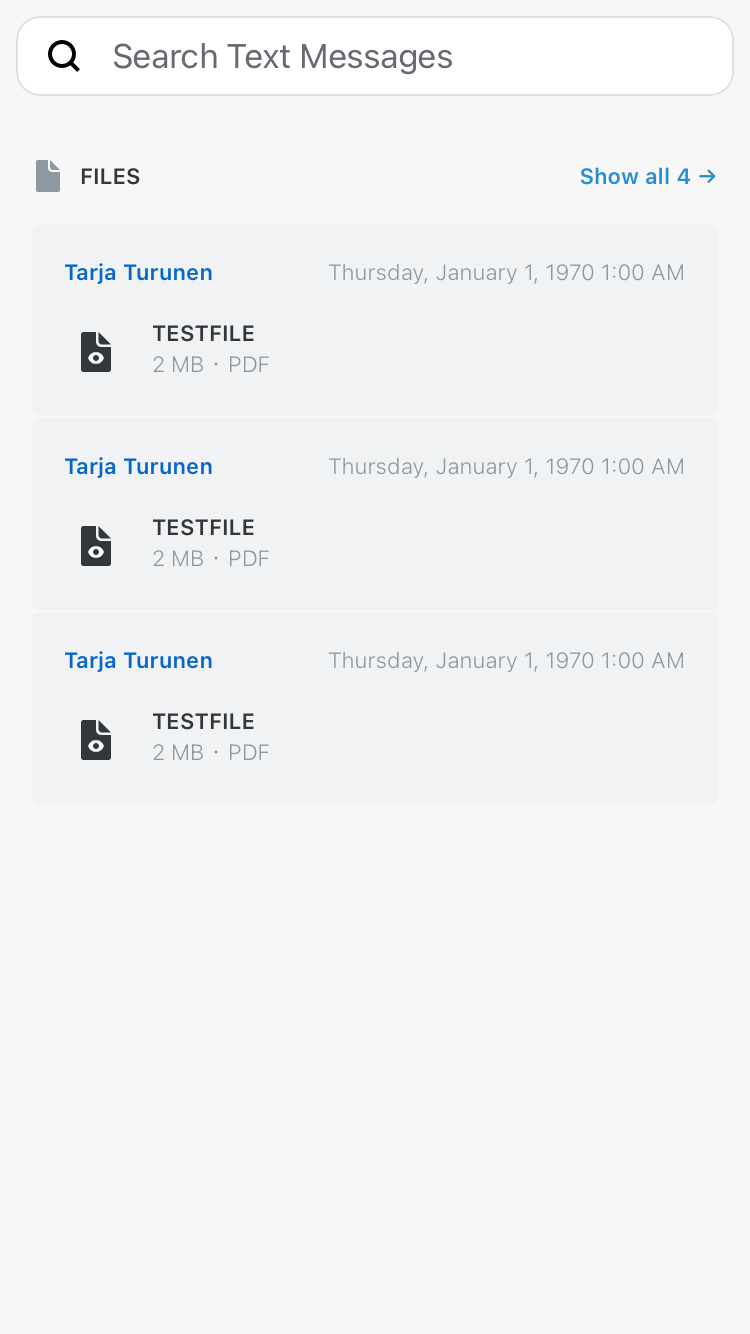 Search Text Messages
FILES
Show all 4 →
Tarja Turunen
Thursday, January 1, 1970 1:00 AM
TESTFILE
2 MB · PDF
Tarja Turunen
Thursday, January 1, 1970 1:00 AM
TESTFILE
2 MB · PDF
Tarja Turunen
Thursday, January 1, 1970 1:00 AM
TESTFILE
2 MB · PDF